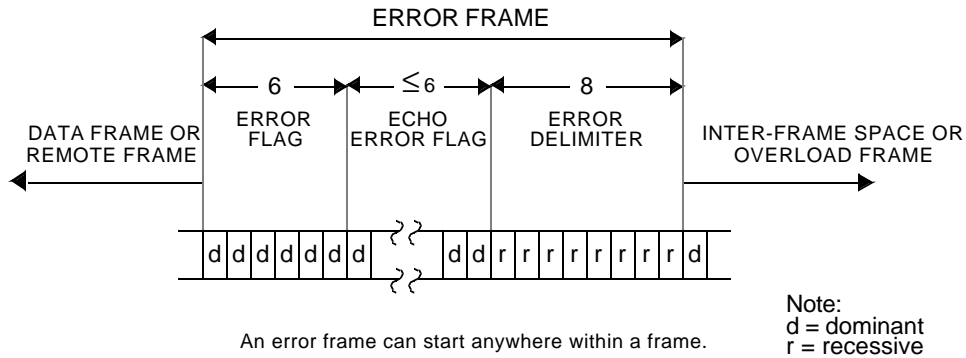 ERROR FRAME
6
≤ 6
8
ERROR
FLAG
ECHO
ERROR FLAG
ERROR
DELIMITER
DATA FRAME OR
REMOTE FRAME
INTER-FRAME SPACE OR
OVERLOAD FRAME
d d d d d d d d d r r r r r r r r d
An error frame can start anywhere within a frame.
Note:
d = dominant
r = recessive